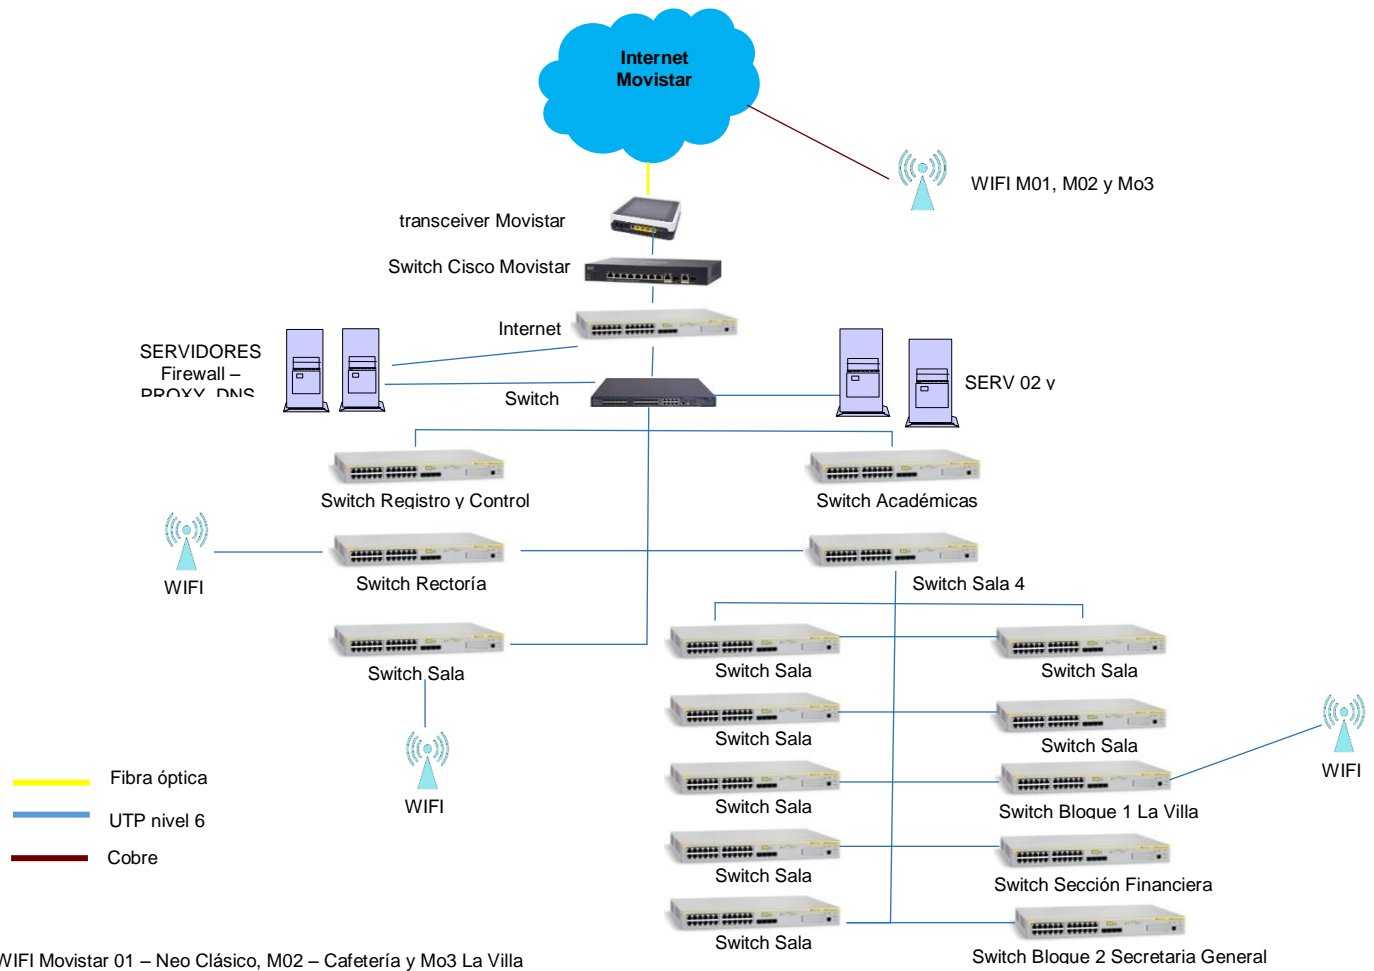 Internet
Movistar
WIFI M01, M02 y Mo3
transceiver Movistar
Switch Cisco Movistar
Internet
SERVIDORES
Firewall –
PROXY, DNS
Switch
SERV 02 y
Switch Registro y Control
Switch Académicas
WIFI
Switch Rectoría
Switch Sala 4
Switch Sala
Switch Sala
Switch Sala
Switch Sala
Switch Sala
WIFI
WIFI
Switch Sala
Switch Bloque 1 La Villa
Switch Sala
Switch Sección Financiera
Switch Sala
Switch Bloque 2 Secretaria General
Fibra óptica
UTP nivel 6
Cobre
WIFI Movistar 01 – Neo Clásico, M02 – Cafetería y Mo3 La Villa